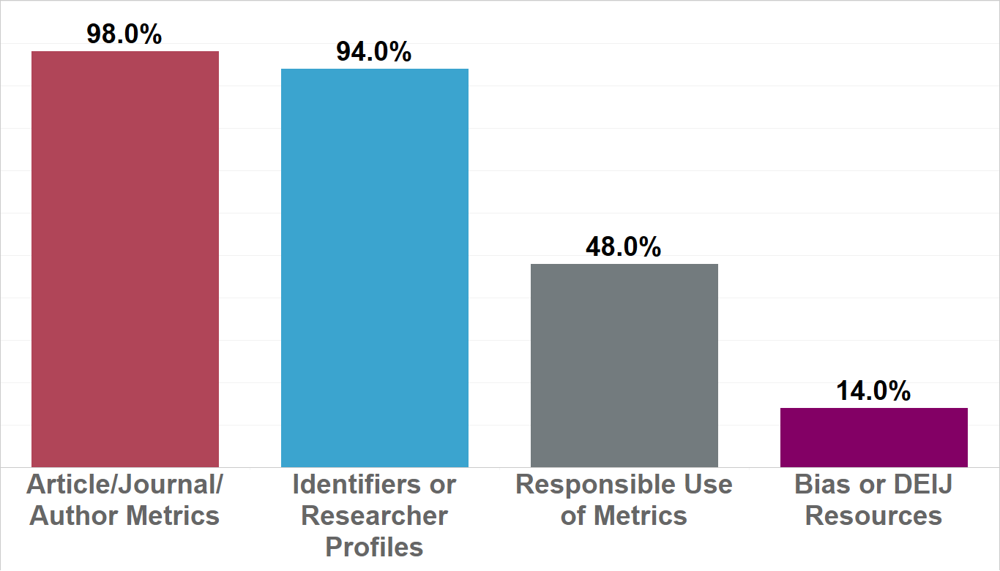 98.0%
94.0%
48.0%
14.0%
Article/Journal/
Author Metrics
Identifiers or
Researcher
Profiles
Responsible Use
of Metrics
Bias or DEIJ
Resources